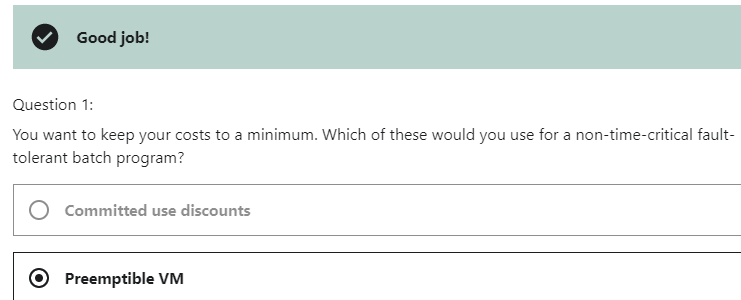 Good job!
Question 1:
You want to keep your costs to a minimum. Which of these would you use for a non-time-critical fault-
tolerant batch program?
Committed use discounts
Preemptible VM